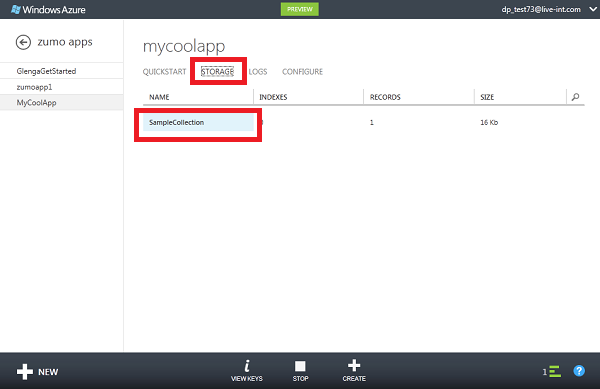 Windows Azure
PREVIEW
dp_test73@live-int.com
zumo apps
GlengaGetStarted
zumoapp1
MyCoolApp
mycoolapp
QUICKSTART STORAGE LOGS CONFIGURE
NAME INDEXES RECORDS SIZE
SampleCollection 1 16 Kb
NEW
VIEW KEYS
STOP
CREATE
1
?